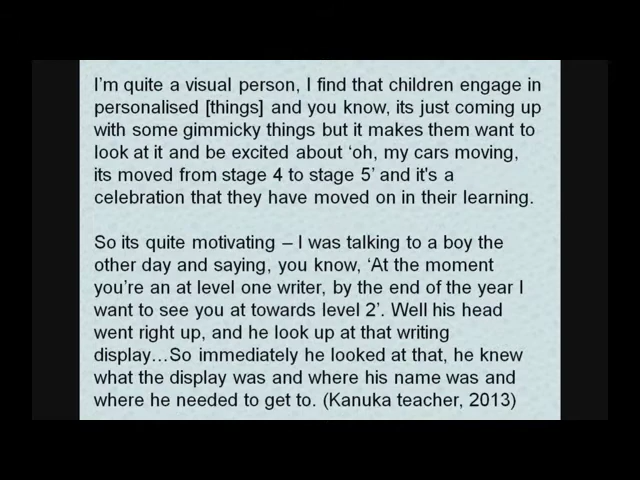 I'm quite a visual person, I find that children engage in
personalised [things] and you know, its just coming up
with some gimmicky things but it makes them want to
look at it and be excited about ‘oh, my cars moving,
its moved from stage 4 to stage 5’ and it's a
celebration that they have moved on in their learning.
So its quite motivating – I was talking to a boy the
other day and saying, you know, ‘At the moment
you’re an at level one writer, by the end of the year I
want to see you at towards level 2’. Well his head
went right up, and he look up at that writing
display…So immediately he looked at that, he knew
what the display was and where his name was and
where he needed to get to. (Kanuka teacher, 2013)